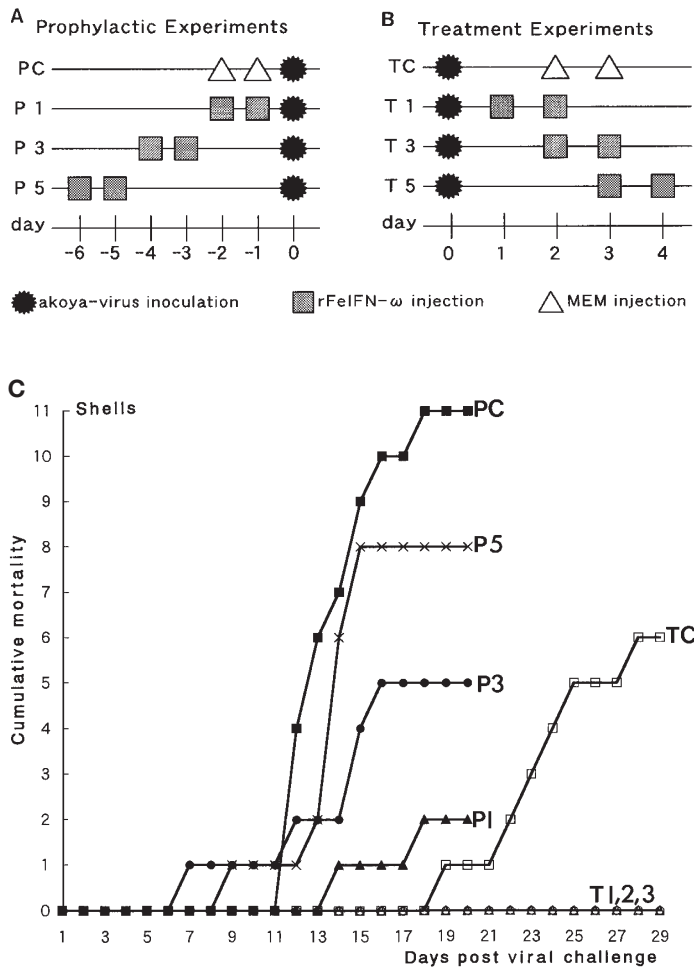 A Prophylactic Experiments
PC
P 1
P 3
P 5
day
-6 -5 -4 -3 -2 -1 0
B Treatment Experiments
TC
T 1
T 3
T 5
day
0 1 2 3 4
akoya-virus inoculation rFeIFN-ω injection MEM injection
C
Shells
Cumulative mortality
11
10
9
8
7
6
5
4
3
2
1
0
PC
P5
TC
P3
P1
T1,2,3
1 3 5 7 9 11 13 15 17 19 21 23 25 27 29
Days post viral challenge